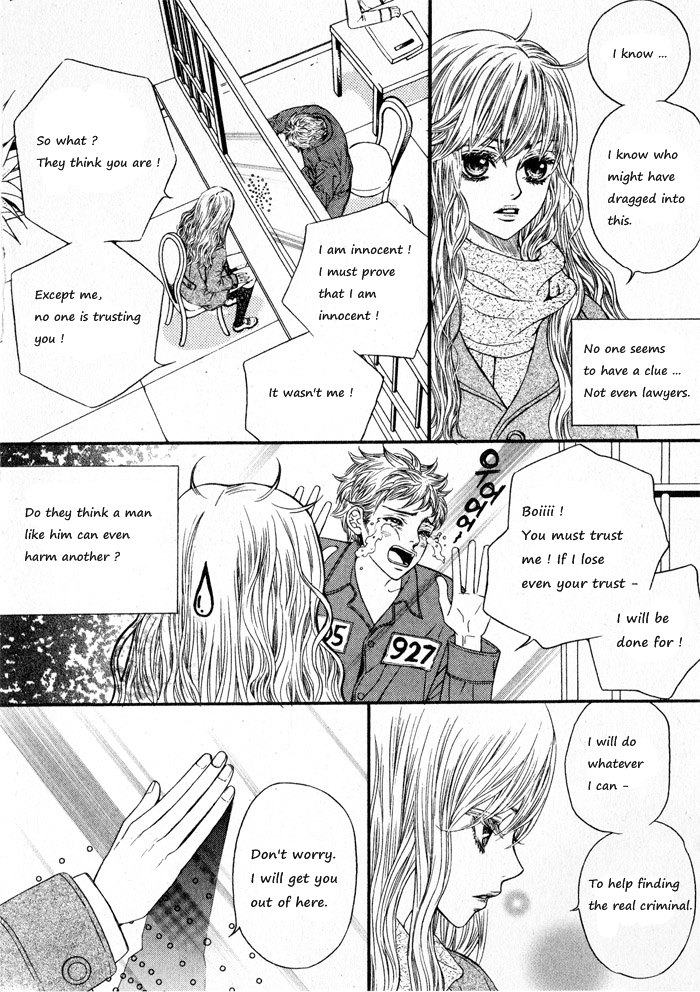 So what ?
They think you are !
Except me,
no one is trusting
you !
I am innocent !
I must prove
that I am
innocent !
It wasn't me !
I know ...
I know who
might have
dragged into
this.
No one seems
to have a clue ...
Not even lawyers.
Do they think a man
like him can even
harm another ?
05
927
Boiiii !
You must trust
me ! If I lose
even your trust -
I will be
done for !
Don't worry.
I will get you
out of here.
I will do
whatever
I can -
To help finding
the real criminal.